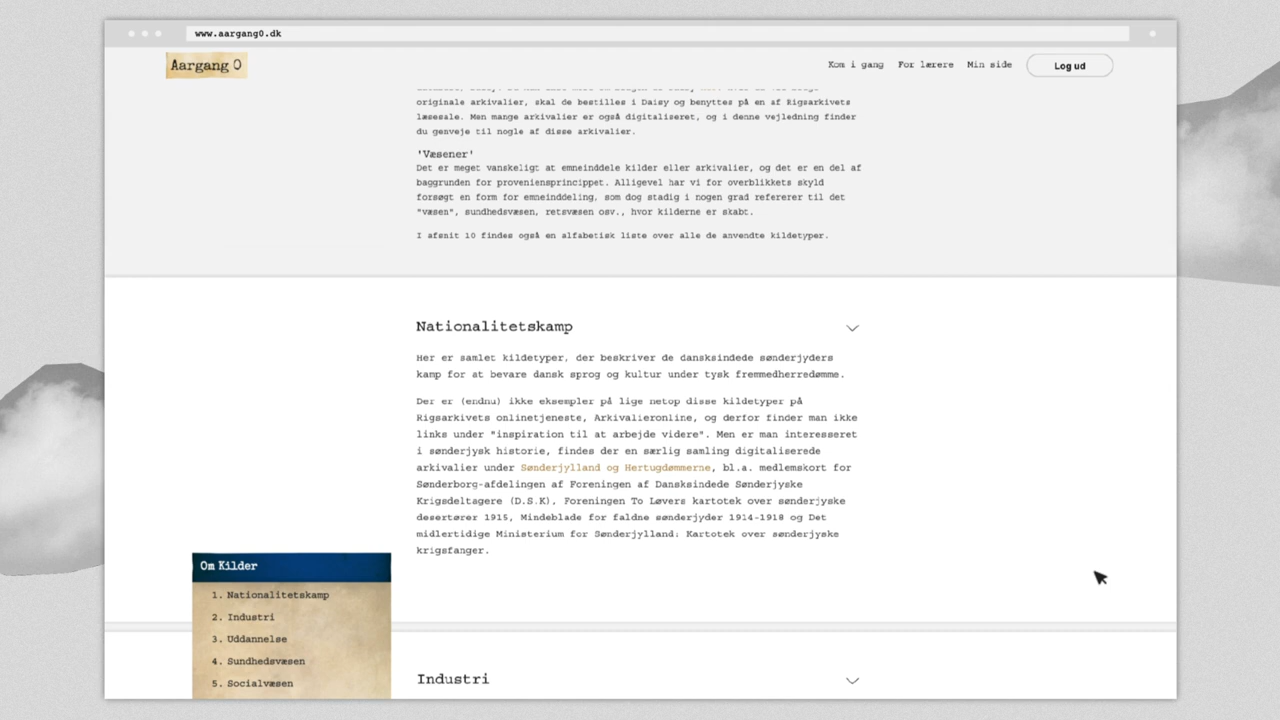 www.aargang0.dk
Aargang 0
Kom i gang
For lærere
Min side
Log ud
originale arkivalier, skal de bestilles i Daisy og benyttes på en af Rigsarkivets
læsesale. Men mange arkivalier er også digitaliseret, og i denne vejledning finder
du genveje til nogle af disse arkivalier.
'Væsener'
Det er meget vanskeligt at emneinddele kilder eller arkivalier, og det er en del af
baggrunden for proveniensprincippet. Alligevel har vi for overblikkets skyld
forsøgt en form for emneinddeling, som dog stadig i nogen grad refererer til det
"væsen", sundhedsvæsen, retsvæsen osv., hvor kilderne er skabt.
I afsnit 10 findes også en alfabetisk liste over alle de anvendte kildetyper.
Nationalitetskamp
Her er samlet kildetyper, der beskriver de dansksindede sønderjyders
kamp for at bevare dansk sprog og kultur under tysk fremmedherredømme.
Der er (endnu) ikke eksempler på lige netop disse kildetyper på
Rigsarkivets onlinetjeneste, Arkivalieronline, og derfor finder man ikke
links under "inspiration til at arbejde videre". Men er man interesseret
i sønderjysk historie, findes der en særlig samling digitaliserede
arkivalier under Sønderjylland og Hertugdømmerne, bl.a. medlemskort for
Sønderborg-afdelingen af Foreningen af Dansksindede Sønderjyske
Krigsdeltagere (D.S.K), Foreningen To Løvers kartotek over sønderjyske
desertører 1915, Mindeblade for faldne sønderjyder 1914-1918 og Det
midlertidige Ministerium for Sønderjylland: Kartotek over sønderjyske
krigsfanger.
Om Kilder
1. Nationalitetskamp
2. Industri
3. Uddannelse
4. Sundhedsvæsen
5. Socialvæsen
Industri